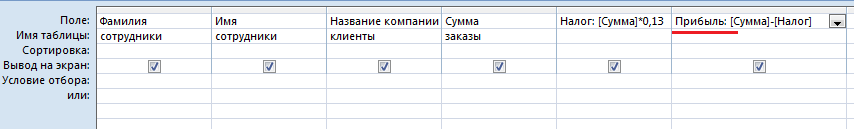 Поле: Фамилия Имя Название компании Сумма Налог: [Сумма]*0,13 Прибыль: [Сумма]-[Налог]
Имя таблицы: сотрудники сотрудники клиенты заказы
Сортировка:
Вывод на экран:
Условие отбора:
или: